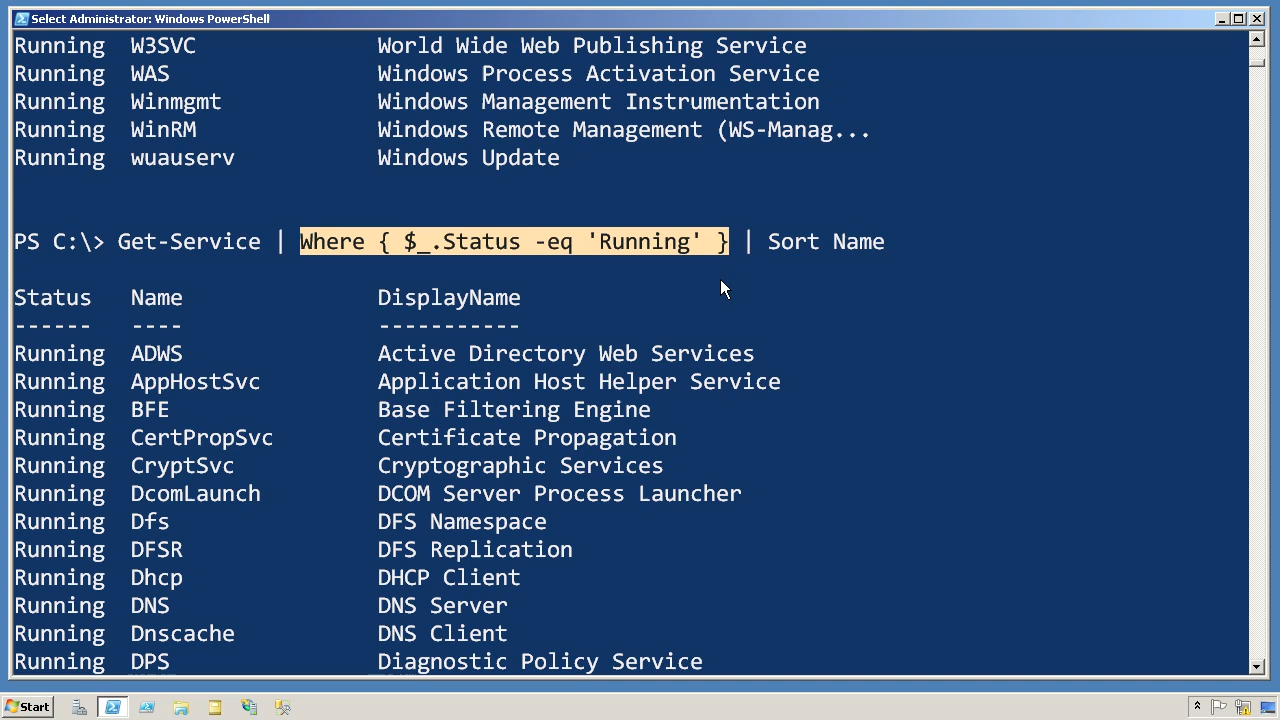 Select Administrator: Windows PowerShell
Running W3SVC World Wide Web Publishing Service
Running WAS Windows Process Activation Service
Running Winmgmt Windows Management Instrumentation
Running WinRM Windows Remote Management (WS-Manag...
Running wuauserv Windows Update
PS C:\> Get-Service | Where { $_.Status -eq 'Running' } | Sort Name
Status Name DisplayName
------ ---- -----------
Running ADWS Active Directory Web Services
Running AppHostSvc Application Host Helper Service
Running BFE Base Filtering Engine
Running CertPropSvc Certificate Propagation
Running CryptSvc Cryptographic Services
Running DcomLaunch DCOM Server Process Launcher
Running Dfs DFS Namespace
Running DFSR DFS Replication
Running Dhcp DHCP Client
Running DNS DNS Server
Running Dnscache DNS Client
Running DPS Diagnostic Policy Service
Start